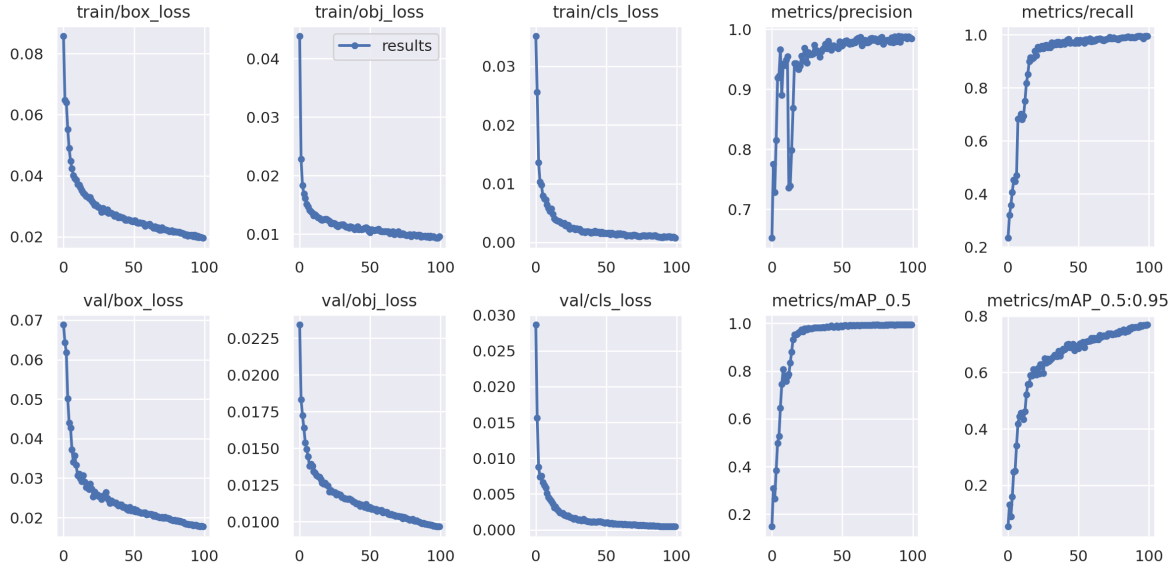 train/box_loss
train/obj_loss
train/cls_loss
metrics/precision
metrics/recall
results
0.08
0.06
0.04
0.02
0 50 100
0.04
0.03
0.02
0.01
0 50 100
0.03
0.02
0.01
0.00
0 50 100
1.0
0.9
0.8
0.7
0 50 100
1.0
0.8
0.6
0.4
0.2
0 50 100
val/box_loss
val/obj_loss
val/cls_loss
metrics/mAP_0.5
metrics/mAP_0.5:0.95
0.07
0.06
0.05
0.04
0.03
0.02
0 50 100
0.0225
0.0200
0.0175
0.0150
0.0125
0.0100
0 50 100
0.030
0.025
0.020
0.015
0.010
0.005
0.000
0 50 100
1.0
0.8
0.6
0.4
0.2
0 50 100
0.8
0.6
0.4
0.2
0 50 100